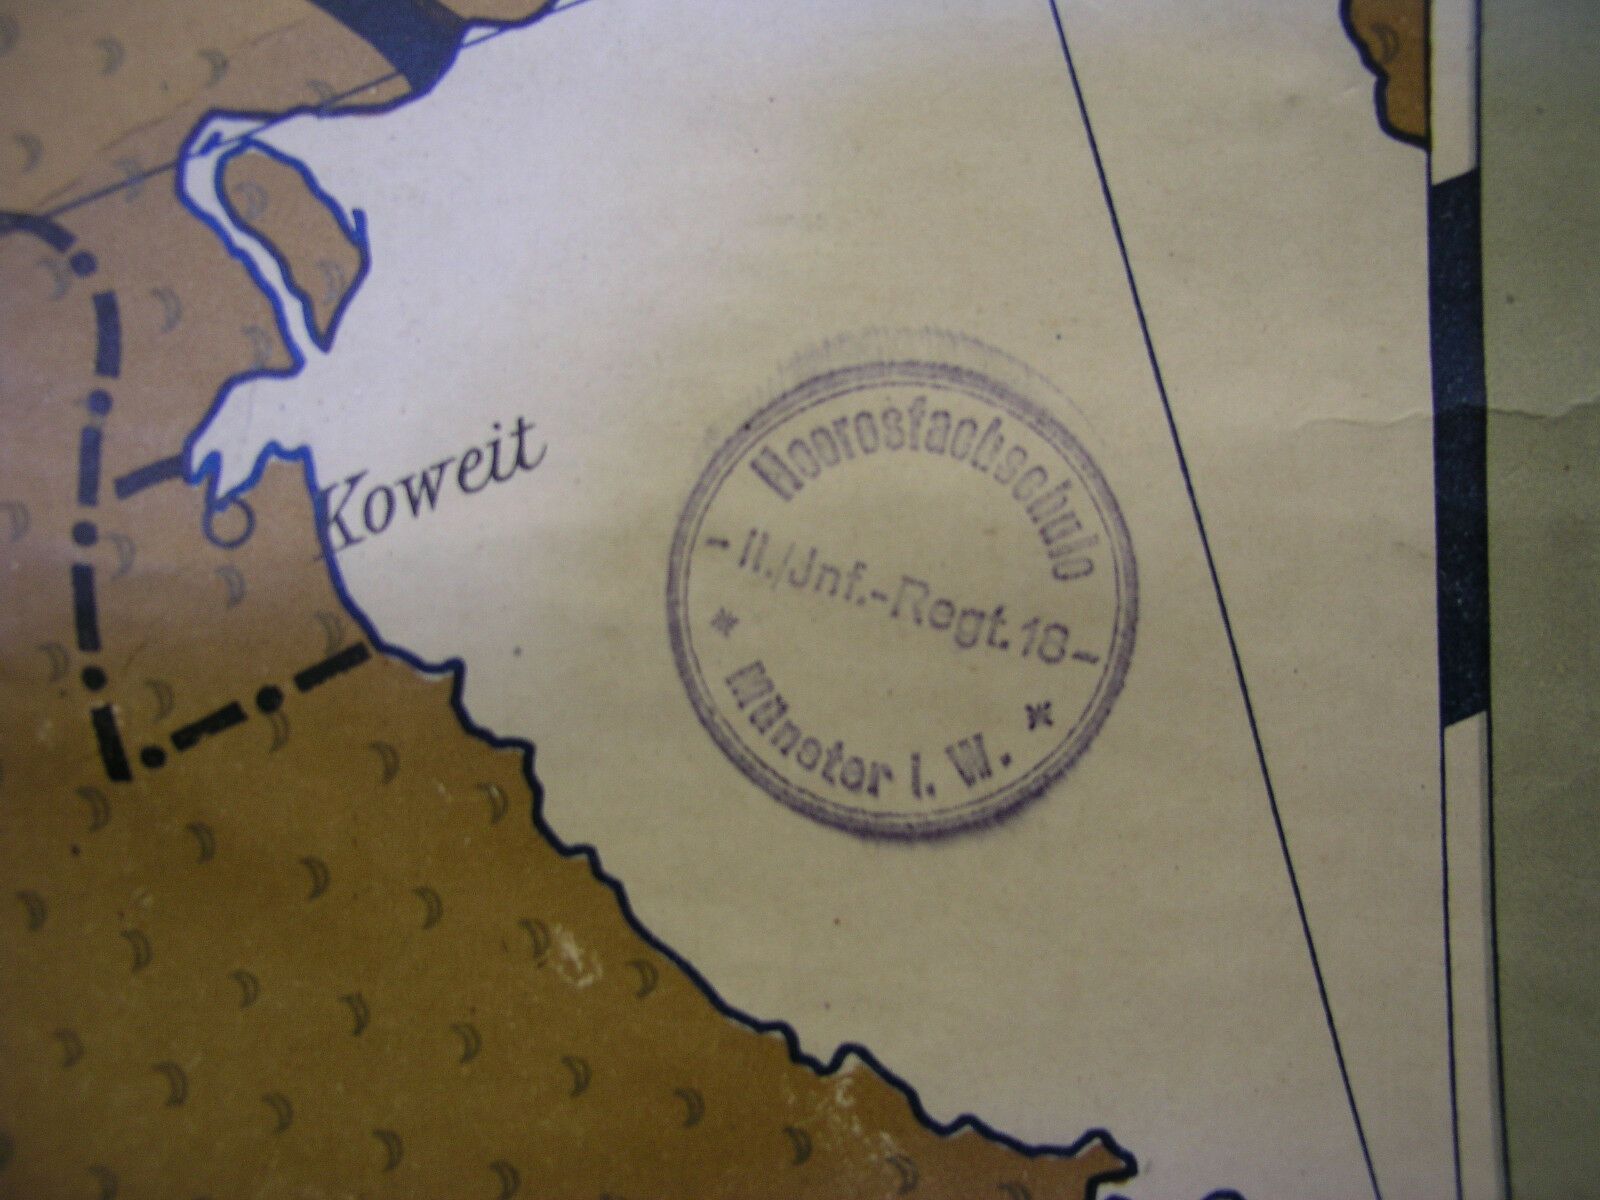 Koweit
Heeresfachschule
- II./Inf.-Regt. 18 -
* Münster i. W. *